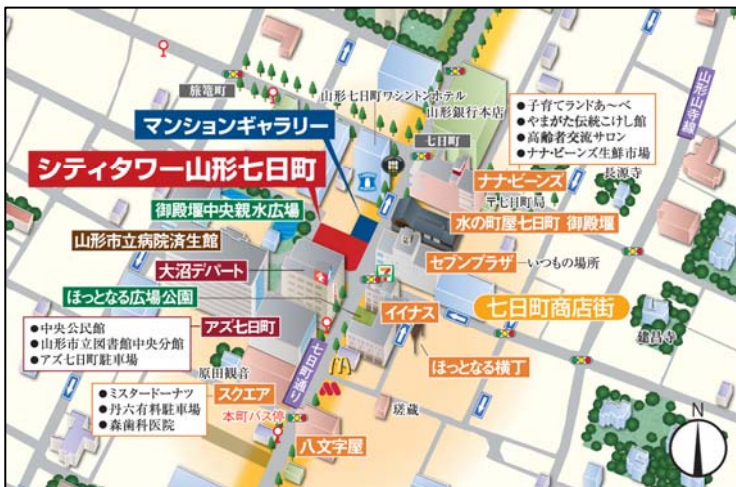 旅篭町
山形七日町ワシントンホテル
山形銀行本店
山形山寺線
マンションギャラリー
七日町
●子育てランドあ~べ
●やまがた伝統こけし館
●高齢者交流サロン
●ナナ・ビーンズ生鮮市場
シティタワー山形七日町
ナナ・ビーンズ
長源寺
〒七日町局
御殿堰中央親水広場
水の町屋七日町 御殿堰
山形市立病院済生館
セブンプラザ
いつもの場所
大沼デパート
ほっとなる広場公園
イイナス
七日町商店街
建昌寺
アズ七日町
●中央公民館
●山形市立図書館中央分館
●アズ七日町駐車場
ほっとなる横丁
七日町通り
原田観音
スクエア
●ミスタードーナツ
●丹六有料駐車場
●森歯科医院
本町バス停
瑳蔵
八文字屋
N
7